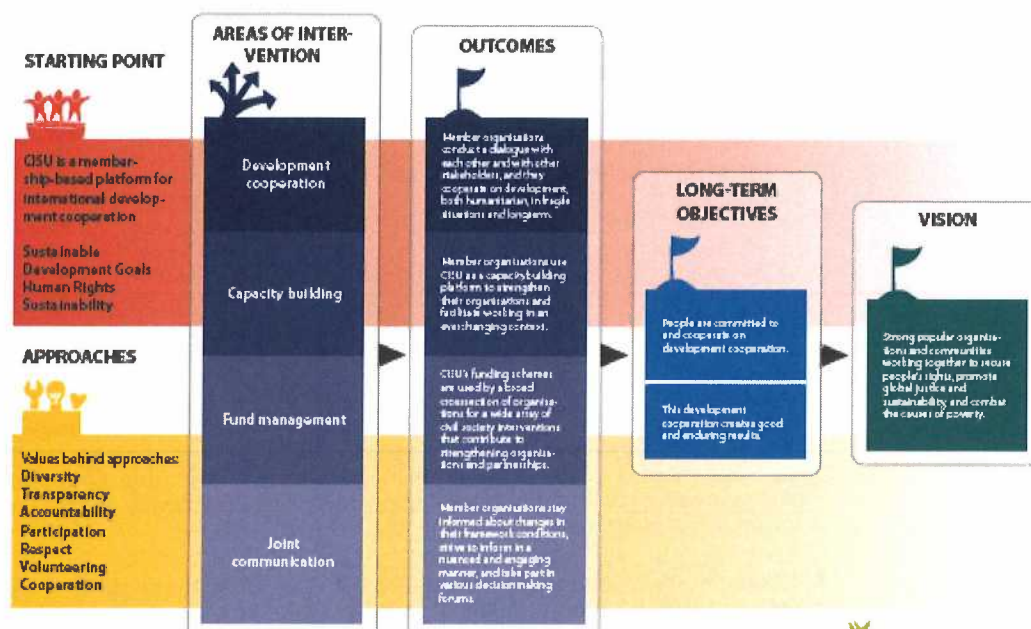 STARTING POINT
CISU is a member-
ship-based platform for
international develop-
ment cooperation
Sustainable
Development Goals
Human Rights
Sustainability
APPROACHES
Values behind approaches:
Diversity
Transparency
Accountability
Participation
Respect
Volunteering
Cooperation
AREAS OF INTER-
VENTION
Development
cooperation
Capacity building
Fund management
Joint
communication
OUTCOMES
Member organisations
conduct a dialogue with
each other and with other
stakeholders, and they
cooperate on development,
both humanitarian, in fragile
situations and longterm.
Member organisations use
CISU as a capacity building
platform to strengthen
their organisations and
facilitate working in an
everchanging context.
CISU's funding schemes
are used by a broad
crossection of organisa-
tions for a wide array of
civil society interventions
that contribute to
strengthening organisa-
tions and partnerships.
Member organisations stay
informed about changes in
their framework conditions,
strive to inform in a
nuanced and engaging
manner, and take part in
various decision making
forums.
LONG-TERM
OBJECTIVES
People are committed to
and cooperate on
development cooperation.
This development
cooperation creates good
and enduring results.
VISION
Strong popular organisa-
tions and communities
working together to secure
people's rights, promote
global justice and
sustainability, and combat
the causes of poverty.